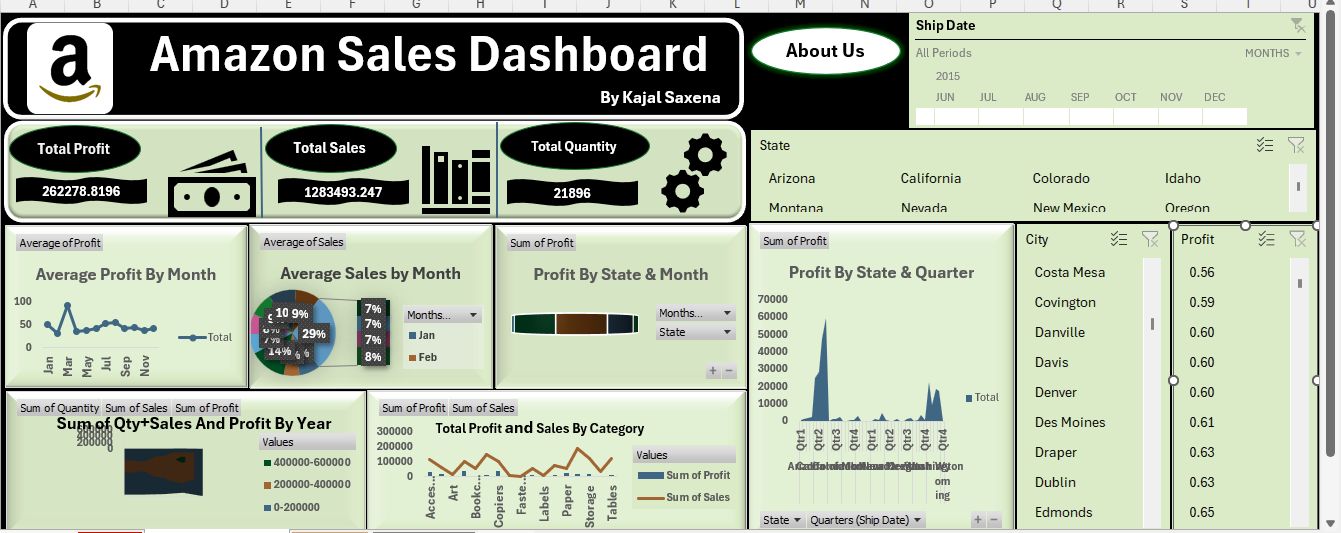 A B C D E F G H I J K L M N O P Q R S T U
a
Amazon Sales Dashboard
By Kajal Saxena
About Us
Ship Date
All Periods MONTHS
2015
JUN JUL AUG SEP OCT NOV DEC
Total Profit
262278.8196
Total Sales
1283493.247
Total Quantity
21896
State
Arizona California Colorado Idaho
Montana Nevada New Mexico Oregon
Average of Profit
Average Profit By Month
100
50
0
Jan Mar May Jul Sep Nov
Total
Average of Sales
Average Sales by Month
10 9%
29%
14%
7%
7%
7%
8%
Months...
Jan
Feb
Sum of Profit
Profit By State & Month
Months...
State
Sum of Profit
Profit By State & Quarter
70000
60000
50000
40000
30000
20000
10000
0
Qtr1 Qtr2 Qtr3 Qtr4 Qtr1 Qtr2 Qtr3 Qtr4 Qtr4
Total
State Quarters (Ship Date)
City
Costa Mesa
Covington
Danville
Davis
Denver
Des Moines
Draper
Dublin
Edmonds
Profit
0.56
0.59
0.60
0.60
0.60
0.61
0.63
0.63
0.65
Sum of Quantity Sum of Sales Sum of Profit
Sum of Qty+Sales And Profit By Year
200000
0
Values
400000-600000
200000-400000
0-200000
Sum of Profit Sum of Sales
Total Profit and Sales By Category
300000
200000
100000
0
Acces... Art Bookc... Copiers Faste... Labels Paper Storage Tables
Values
Sum of Profit
Sum of Sales